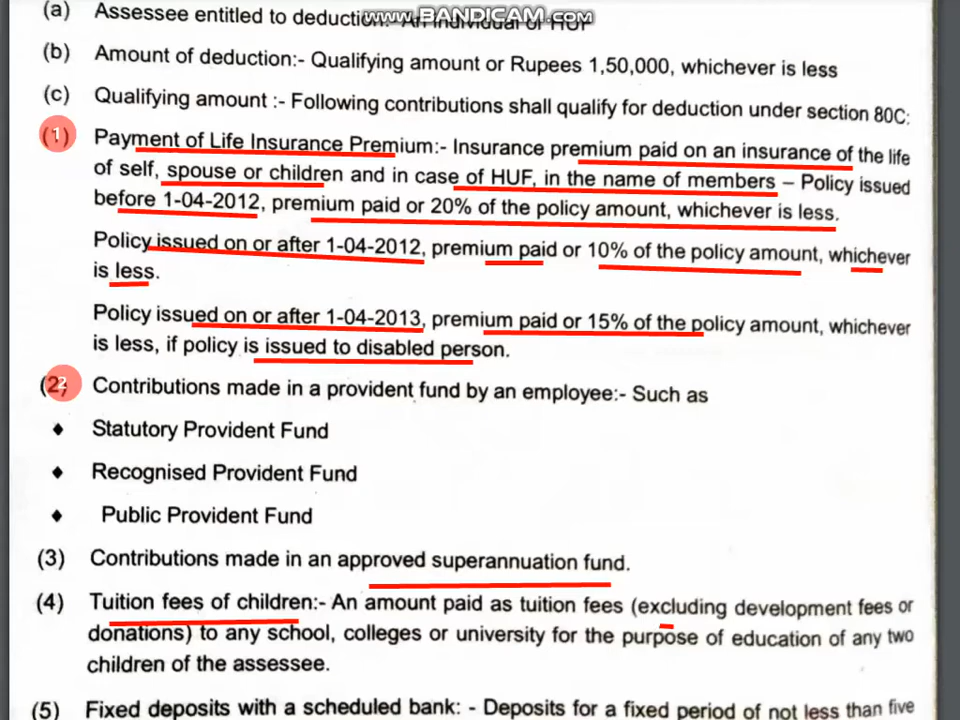 www.BANDICAM.com
(a) Assessee entitled to deduction:- An individual or HUF
(b) Amount of deduction:- Qualifying amount or Rupees 1,50,000, whichever is less
(c) Qualifying amount :- Following contributions shall qualify for deduction under section 80C:
(1) Payment of Life Insurance Premium:- Insurance premium paid on an insurance of the life
of self, spouse or children and in case of HUF, in the name of members – Policy issued
before 1-04-2012, premium paid or 20% of the policy amount, whichever is less.
Policy issued on or after 1-04-2012, premium paid or 10% of the policy amount, whichever
is less.
Policy issued on or after 1-04-2013, premium paid or 15% of the policy amount, whichever
is less, if policy is issued to disabled person.
(2) Contributions made in a provident fund by an employee:- Such as
♦ Statutory Provident Fund
♦ Recognised Provident Fund
♦ Public Provident Fund
(3) Contributions made in an approved superannuation fund.
(4) Tuition fees of children:- An amount paid as tuition fees (excluding development fees or
donations) to any school, colleges or university for the purpose of education of any two
children of the assessee.
(5) Fixed deposits with a scheduled bank: - Deposits for a fixed period of not less than five